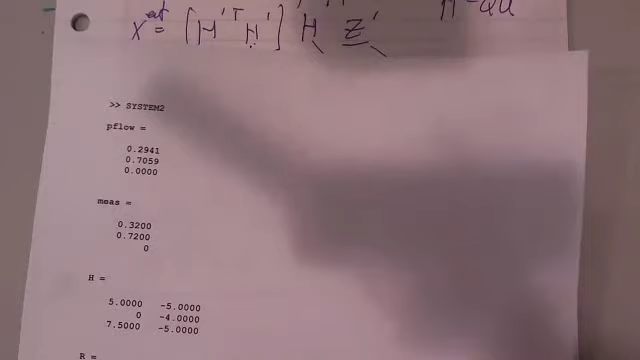 x^est = [H'^T H'] H Z'
>> SYSTEM2
pflow =
0.2941
0.7059
0.0000
meas =
0.3200
0.7200
0
H =
5.0000 -5.0000
0 -4.0000
7.5000 -5.0000
R =